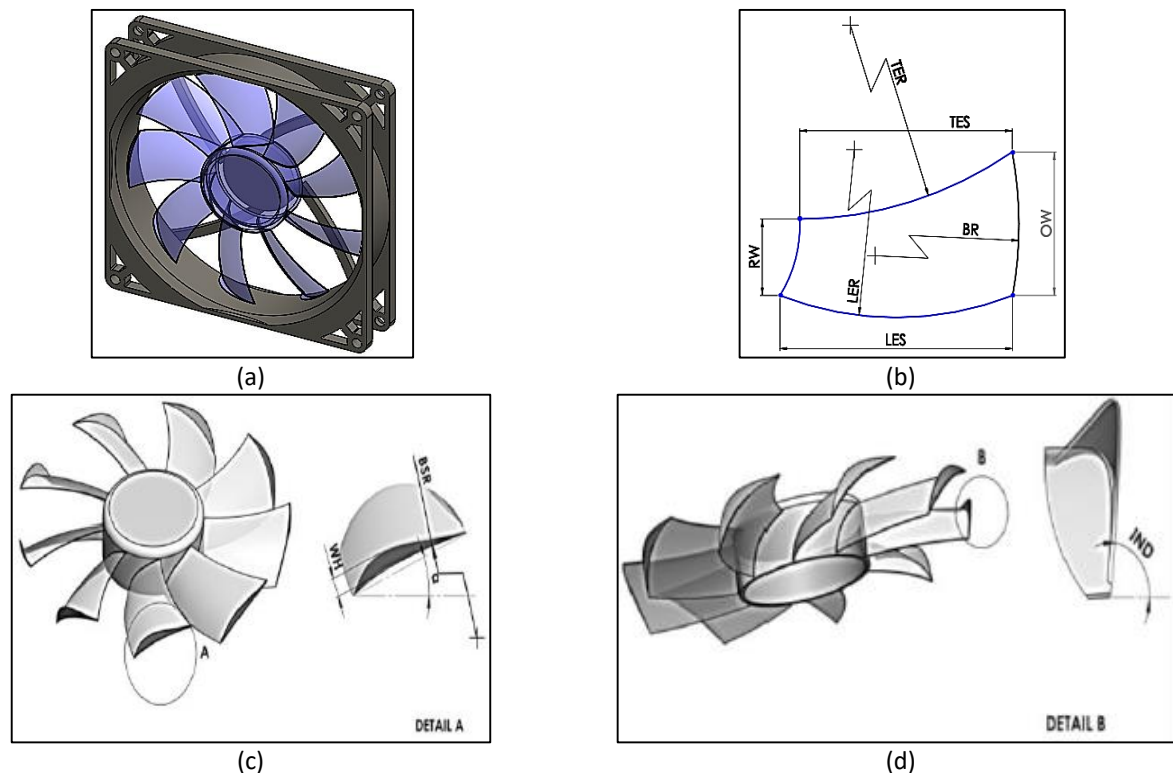 (a)
TER
TES
BR
OW
RW
LER
LES
(b)
BSR
WH
α
A
DETAIL A
(c)
B
IND
DETAIL B
(d)